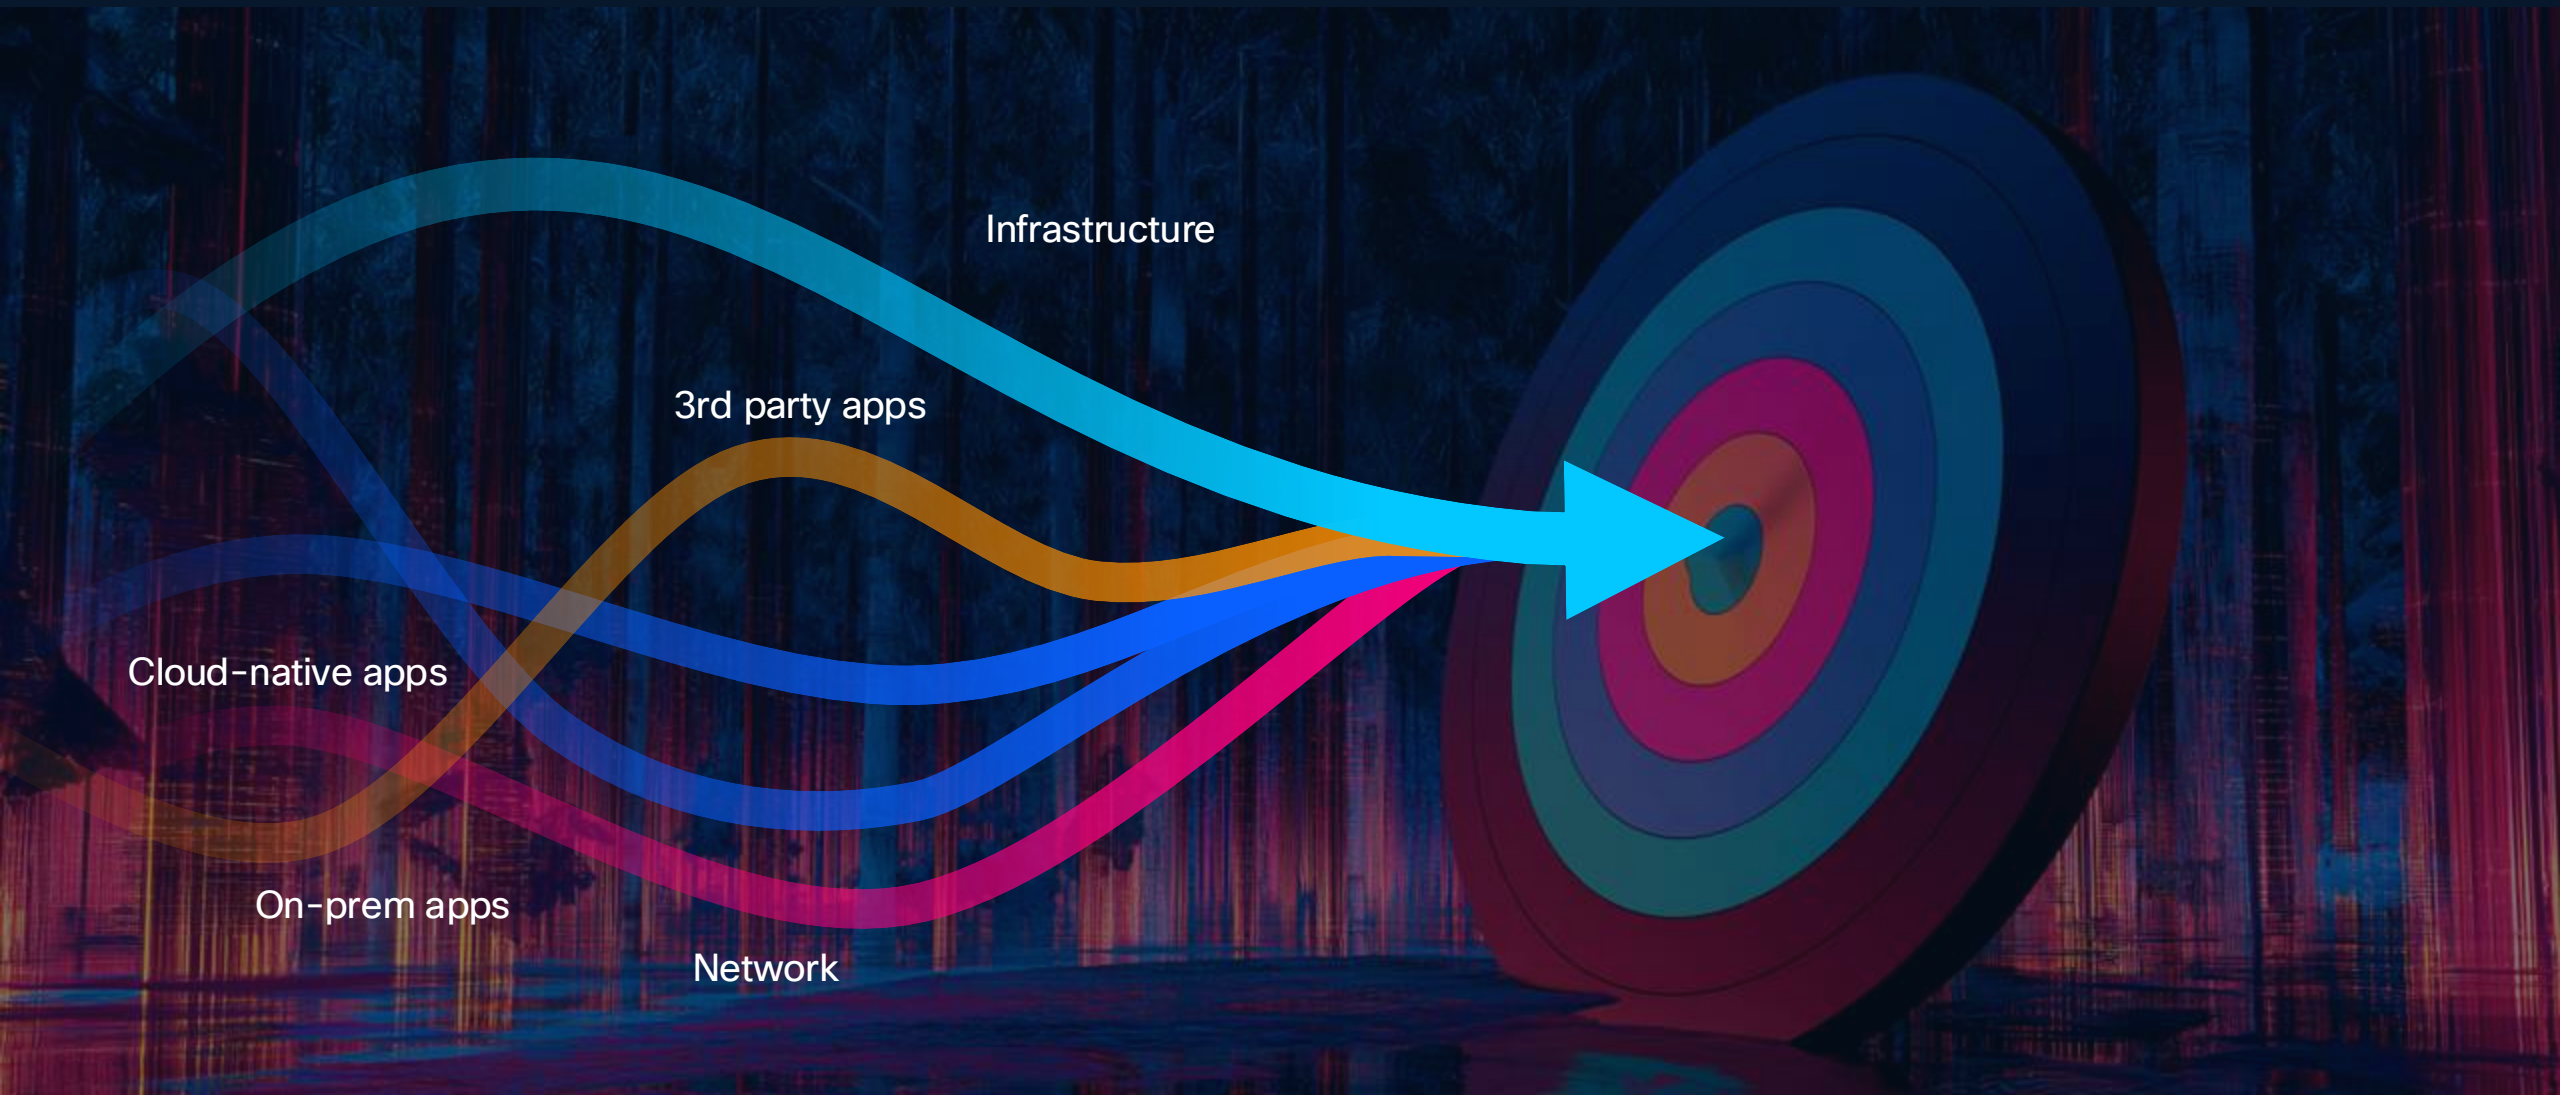 Infrastructure
3rd party apps
Cloud-native apps
On-prem apps
Network